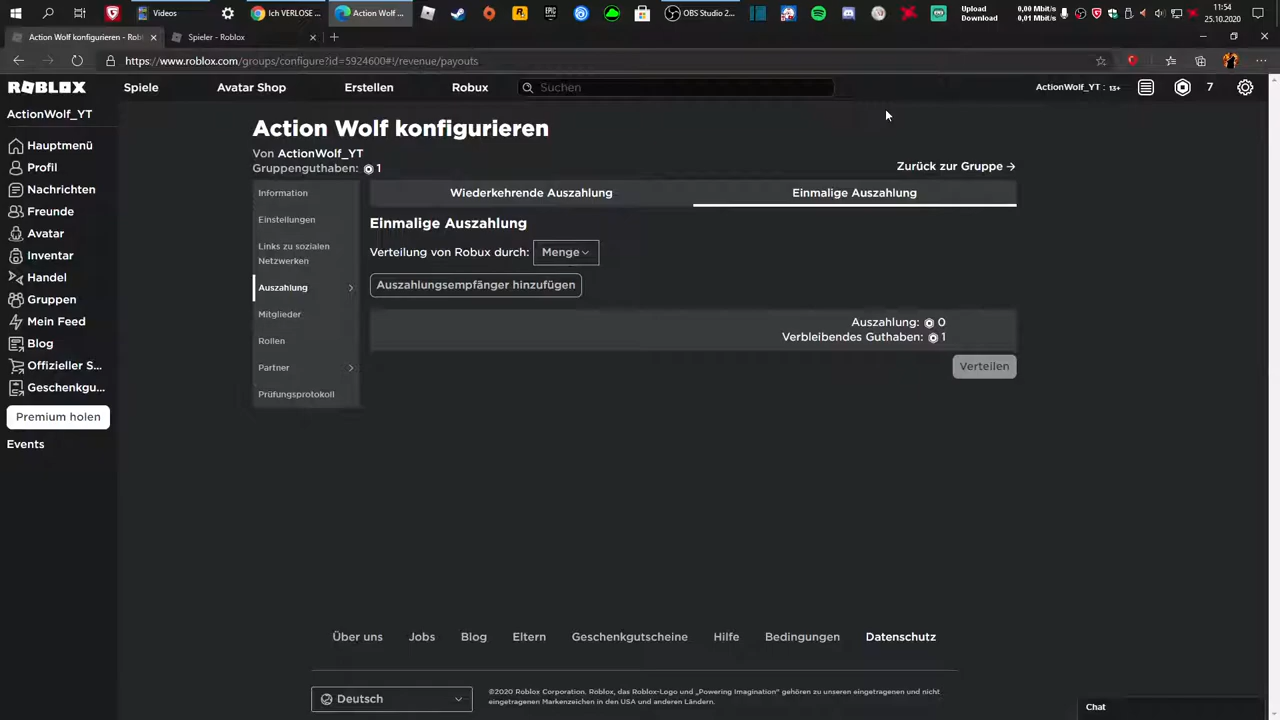 Videos
Ich VERLOSE ...
Action Wolf ...
OBS Studio 2...
Upload 0,00 Mbit/s
Download 0,01 Mbit/s
11:54
25.10.2020
Action Wolf konfigurieren - Rob
Spieler - Roblox
https://www.roblox.com/groups/configure?id=5924600#!/revenue/payouts
ROBLOX
Spiele
Avatar Shop
Erstellen
Robux
Suchen
ActionWolf_YT : 13+
7
ActionWolf_YT
Hauptmenü
Profil
Nachrichten
Freunde
Avatar
Inventar
Handel
Gruppen
Mein Feed
Blog
Offizieller S...
Geschenkgu...
Premium holen
Events
Action Wolf konfigurieren
Von ActionWolf_YT
Gruppenguthaben: 1
Zurück zur Gruppe →
Information
Einstellungen
Links zu sozialen
Netzwerken
Auszahlung
Mitglieder
Rollen
Partner
Prüfungsprotokoll
Wiederkehrende Auszahlung
Einmalige Auszahlung
Einmalige Auszahlung
Verteilung von Robux durch: Menge
Auszahlungsempfänger hinzufügen
Auszahlung: 0
Verbleibendes Guthaben: 1
Verteilen
Über uns
Jobs
Blog
Eltern
Geschenkgutscheine
Hilfe
Bedingungen
Datenschutz
Deutsch
©2020 Roblox Corporation. Roblox, das Roblox-Logo und „Powering Imagination" gehören zu unseren eingetragenen und nicht
eingetragenen Markenzeichen in den USA und anderen Ländern.
Chat